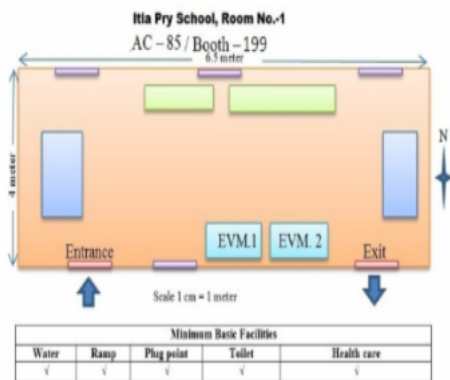 Itia Pry School, Room No.-1
AC – 85 / Booth – 199
6.5 meter
4 meter
N
EVM.1
EVM. 2
Entrance
Exit
Scale 1 cm = 1 meter
Minimum Basic Facilities
Water Ramp Plug point Toilet Health care
√ √ √ √ √